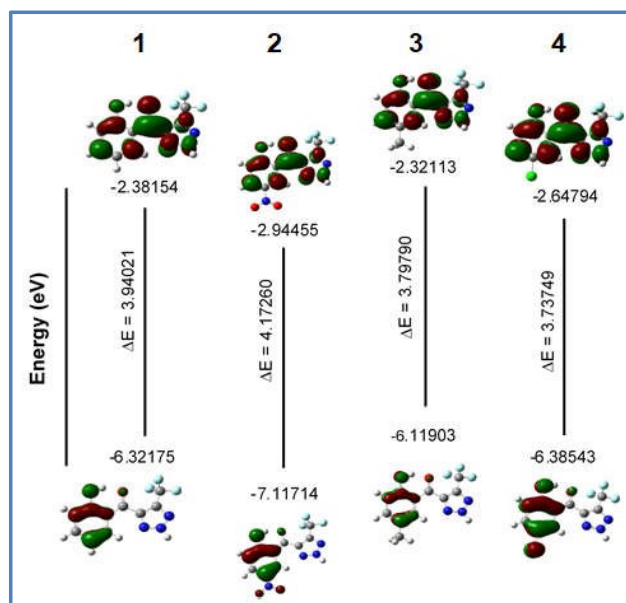 1 2 3 4
-2.38154
-2.94455
-2.32113
-2.64794
Energy (eV)
ΔE = 3.94021
ΔE = 4.17260
ΔE = 3.79790
ΔE = 3.73749
-6.32175
-7.11714
-6.11903
-6.38543